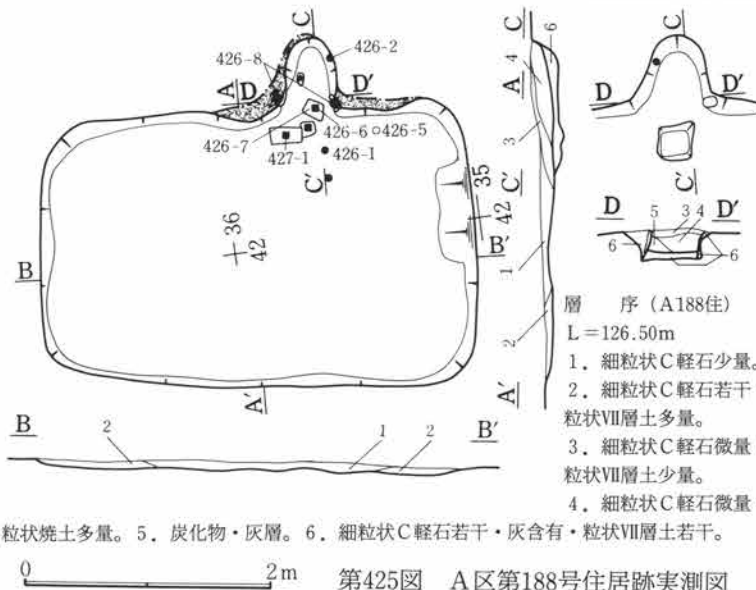 C
426-2
426-8
A
D
D′
426-6
426-5
426-7
427-1
426-1
C′
35
42
36
42
B
B′
A′
C
6
4
A
3
C′
1
2
A′
C
D
D′
C′
D
D′
5
3
4
6
6
B
2
1
2
B′
層　序（A188住）
L＝126.50m
1．細粒状C軽石少量。
2．細粒状C軽石若干
粒状Ⅶ層土多量。
3．細粒状C軽石微量
粒状Ⅶ層土少量。
4．細粒状C軽石微量
粒状焼土多量。5．炭化物・灰層。6．細粒状C軽石若干・灰含有・粒状Ⅶ層土若干。
0
2m
第425図　A区第188号住居跡実測図